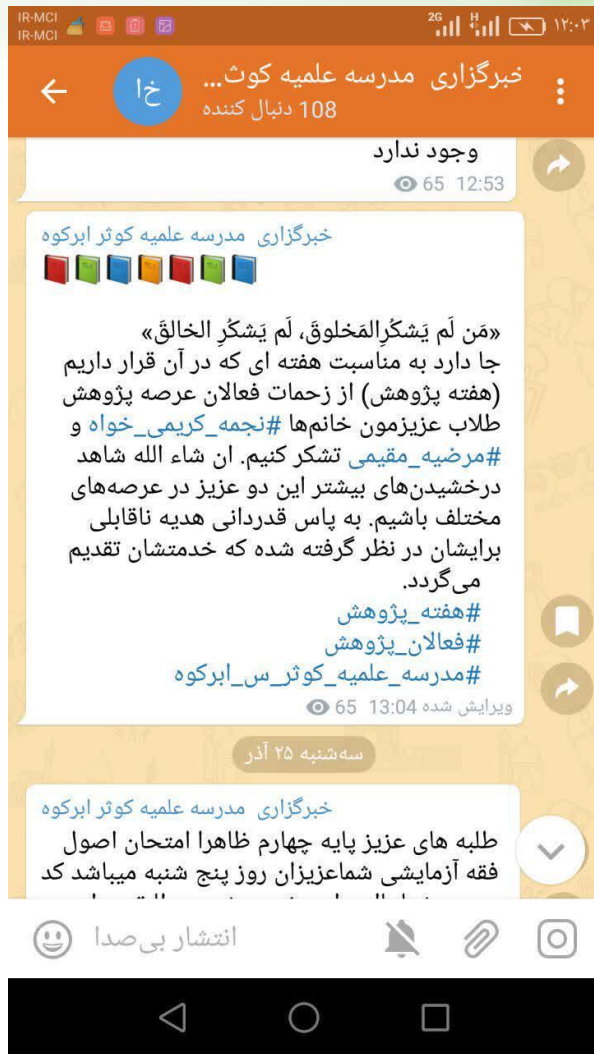 IR-MCI
IR-MCI
2G
H
۱۲:۰۳
خبرگزاری مدرسه علمیه کوث...
108 دنبال کننده
خ‌ا
وجود ندارد
65 12:53
خبرگزاری مدرسه علمیه کوثر ابرکوه
«مَن لَم یَشکُرِالمَخلوقَ، لَم یَشکُرِ الخالقَ»
جا دارد به مناسبت هفته ای که در آن قرار داریم
(هفته پژوهش) از زحمات فعالان عرصه پژوهش
طلاب عزیزمون خانم‌ها #نجمه_کریمی_خواه و
#مرضیه_مقیمی تشکر کنیم. ان شاء الله شاهد
درخشیدن‌های بیشتر این دو عزیز در عرصه‌های
مختلف باشیم. به پاس قدردانی هدیه ناقابلی
برایشان در نظر گرفته شده که خدمتشان تقدیم
می‌گردد.
#هفته_پژوهش
#فعالان_پژوهش
#مدرسه_علمیه_کوثر_س_ابرکوه
65 13:04 ویرایش شده
سه‌شنبه ۲۵ آذر
خبرگزاری مدرسه علمیه کوثر ابرکوه
طلبه های عزیز پایه چهارم ظاهرا امتحان اصول
فقه آزمایشی شماعزیزان روز پنج شنبه میباشد کد
انتشار بی‌صدا